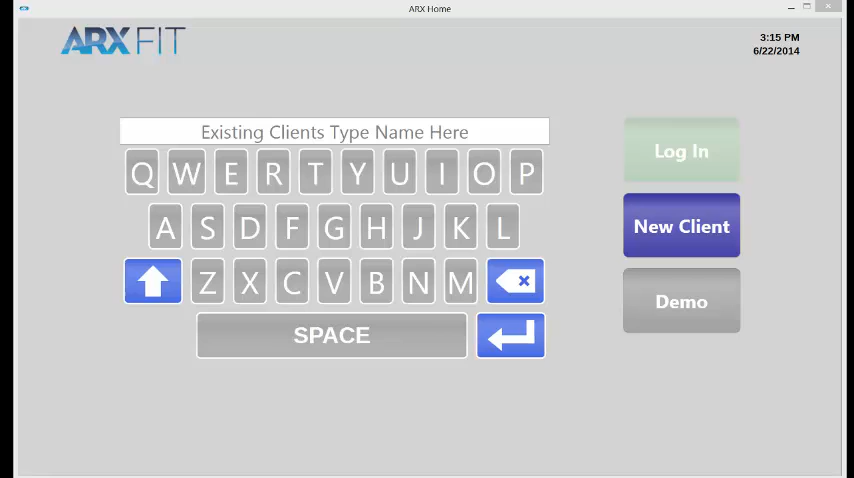 ARX Home
ARX FIT
3:15 PM
6/22/2014
Existing Clients Type Name Here
Q W E R T Y U I O P
A S D F G H J K L
Z X C V B N M
SPACE
Log In
New Client
Demo